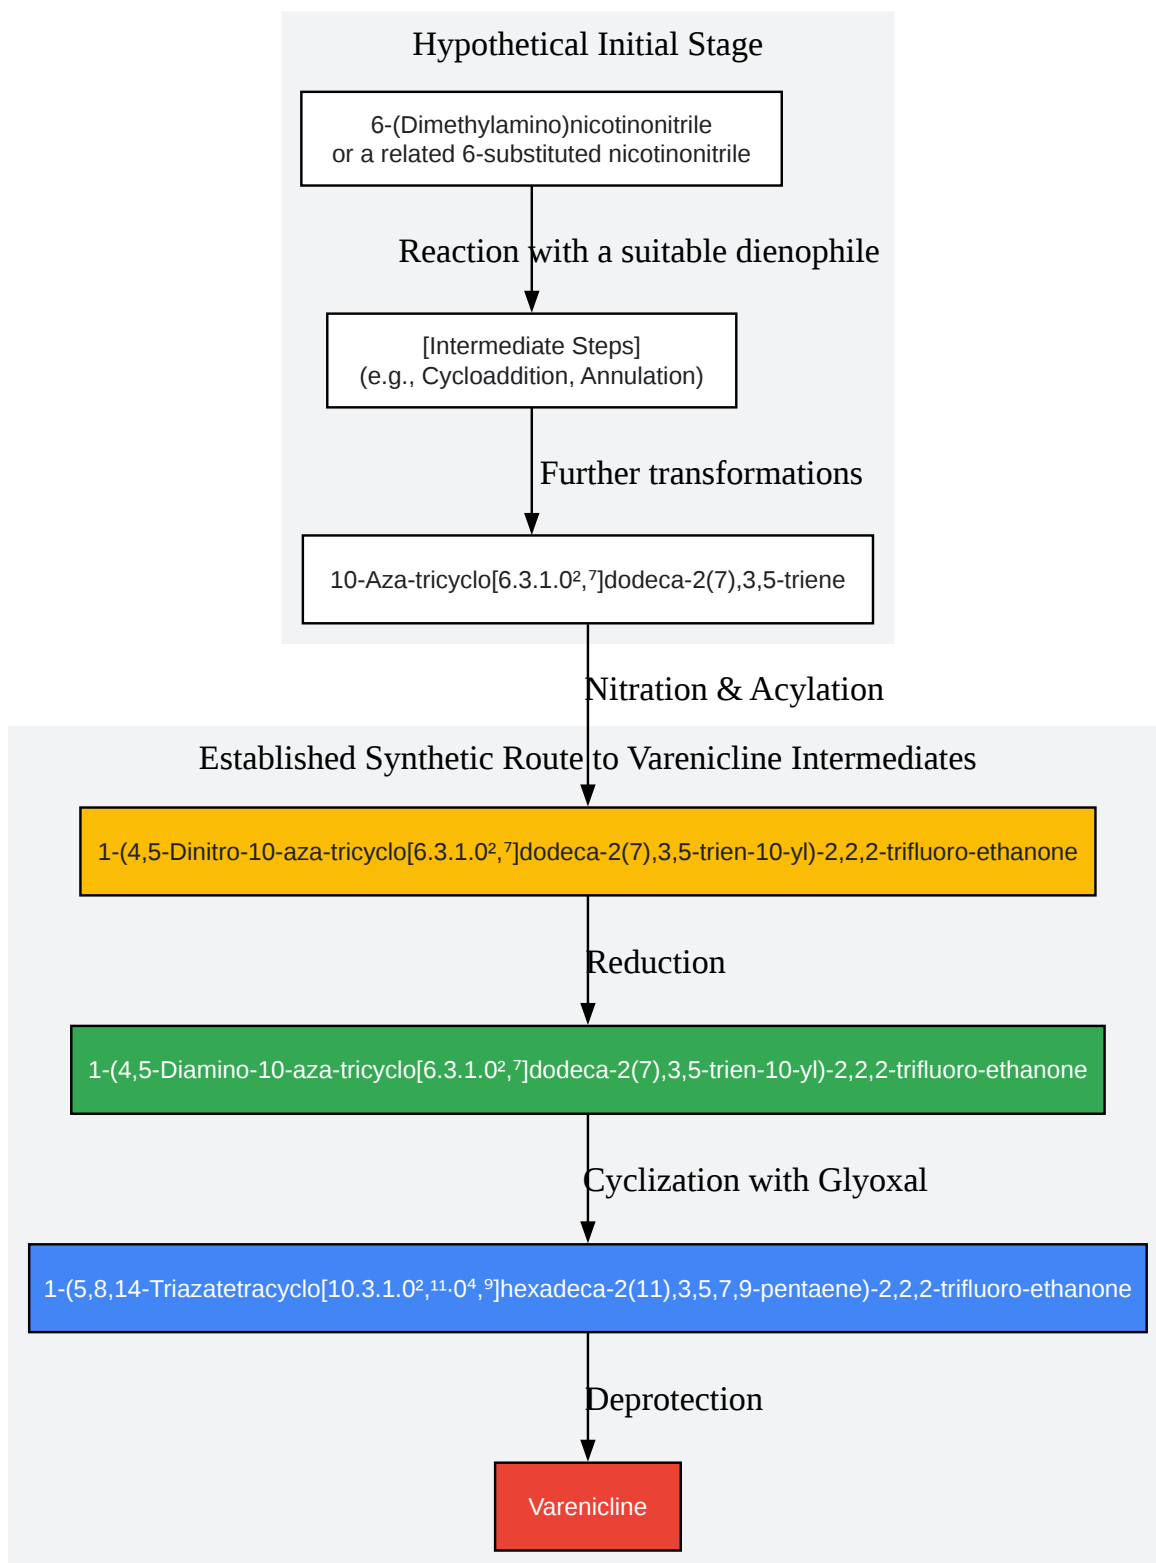 Hypothetical Initial Stage
6-(Dimethylamino)nicotinonitrile
or a related 6-substituted nicotinonitrile
Reaction with a suitable dienophile
[Intermediate Steps]
(e.g., Cycloaddition, Annulation)
Further transformations
10-Aza-tricyclo[6.3.1.0²,⁷]dodeca-2(7),3,5-triene
Nitration & Acylation
Established Synthetic Route to Varenicline Intermediates
1-(4,5-Dinitro-10-aza-tricyclo[6.3.1.0²,⁷]dodeca-2(7),3,5-trien-10-yl)-2,2,2-trifluoro-ethanone
Reduction
1-(4,5-Diamino-10-aza-tricyclo[6.3.1.0²,⁷]dodeca-2(7),3,5-trien-10-yl)-2,2,2-trifluoro-ethanone
Cyclization with Glyoxal
1-(5,8,14-Triazatetracyclo[10.3.1.0²,¹¹·0⁴,⁹]hexadeca-2(11),3,5,7,9-pentaene)-2,2,2-trifluoro-ethanone
Deprotection
Varenicline